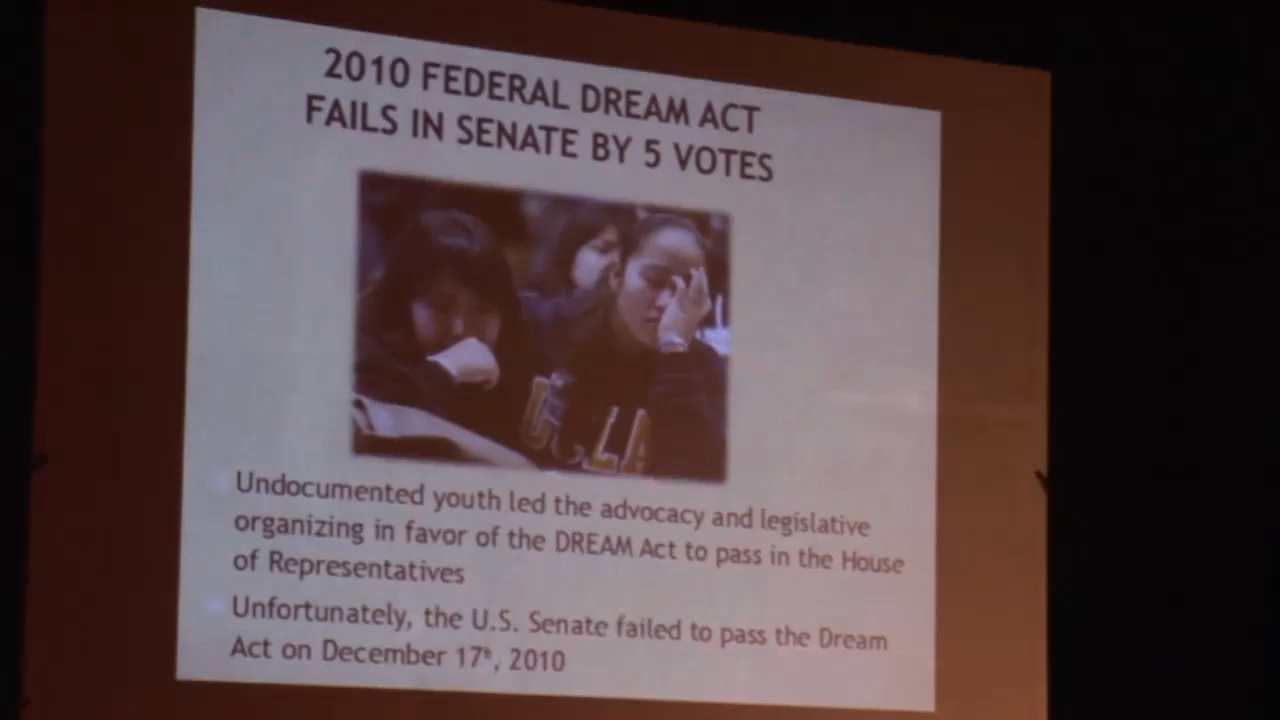 2010 FEDERAL DREAM ACT
FAILS IN SENATE BY 5 VOTES
UCLA
Undocumented youth led the advocacy and legislative
organizing in favor of the DREAM Act to pass in the House
of Representatives
Unfortunately, the U.S. Senate failed to pass the Dream
Act on December 17ᵗʰ, 2010